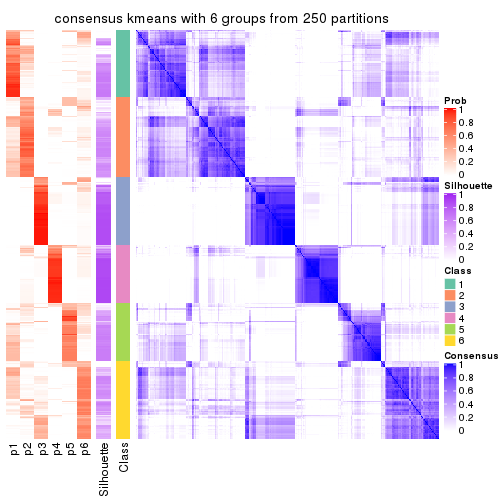 consensus kmeans with 6 groups from 250 partitions
Prob
1
0.8
0.6
0.4
0.2
0
Silhouette
1
0.8
0.6
0.4
0.2
0
Class
1
2
3
4
5
6
Consensus
1
0.8
0.6
0.4
0.2
0
p1
p2
p3
p4
p5
p6
Silhouette
Class